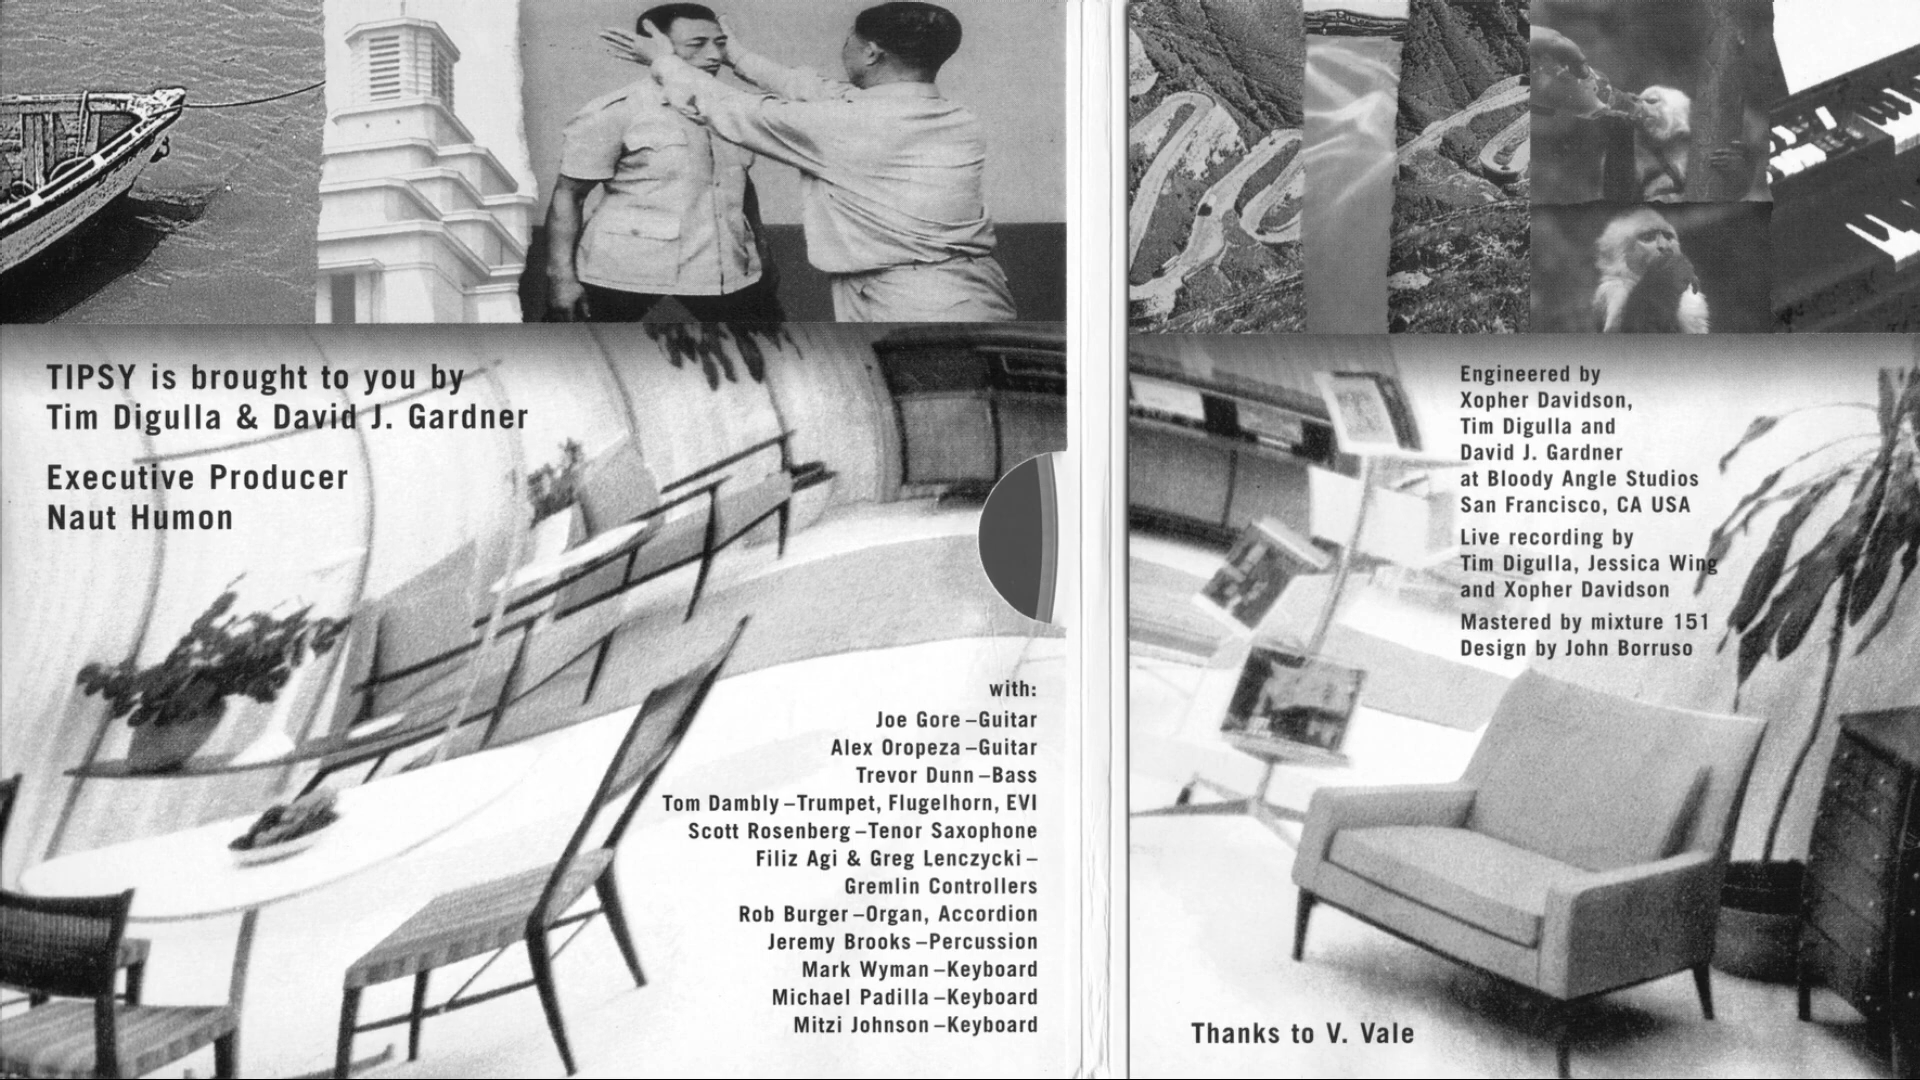 TIPSY is brought to you by
Tim Digulla & David J. Gardner
Executive Producer
Naut Humon
with:
Joe Gore–Guitar
Alex Oropeza–Guitar
Trevor Dunn–Bass
Tom Dambly–Trumpet, Flugelhorn, EVI
Scott Rosenberg–Tenor Saxophone
Filiz Agi & Greg Lenczycki–
Gremlin Controllers
Rob Burger–Organ, Accordion
Jeremy Brooks–Percussion
Mark Wyman–Keyboard
Michael Padilla–Keyboard
Mitzi Johnson–Keyboard
Engineered by
Xopher Davidson,
Tim Digulla and
David J. Gardner
at Bloody Angle Studios
San Francisco, CA USA
Live recording by
Tim Digulla, Jessica Wing
and Xopher Davidson
Mastered by mixture 151
Design by John Borruso
Thanks to V. Vale